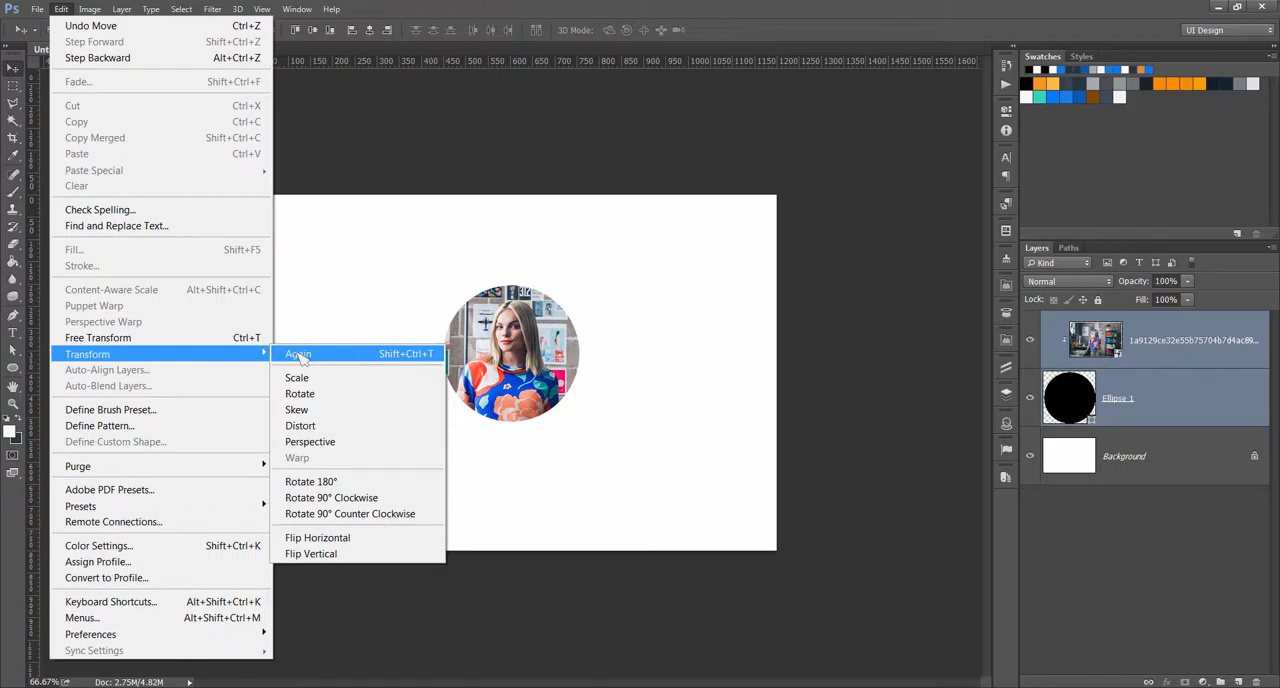 Ps File Edit Image Layer Type Select Filter 3D View Window Help
3D Mode:
UI Design
Undo Move Ctrl+Z
Step Forward Shift+Ctrl+Z
Step Backward Alt+Ctrl+Z
Fade... Shift+Ctrl+F
Cut Ctrl+X
Copy Ctrl+C
Copy Merged Shift+Ctrl+C
Paste Ctrl+V
Paste Special
Clear
Check Spelling...
Find and Replace Text...
Fill... Shift+F5
Stroke...
Content-Aware Scale Alt+Shift+Ctrl+C
Puppet Warp
Perspective Warp
Free Transform Ctrl+T
Transform
Auto-Align Layers...
Auto-Blend Layers...
Define Brush Preset...
Define Pattern...
Define Custom Shape...
Purge
Adobe PDF Presets...
Presets
Remote Connections...
Color Settings... Shift+Ctrl+K
Assign Profile...
Convert to Profile...
Keyboard Shortcuts... Alt+Shift+Ctrl+K
Menus... Alt+Shift+Ctrl+M
Preferences
Sync Settings
Again Shift+Ctrl+T
Scale
Rotate
Skew
Distort
Perspective
Warp
Rotate 180°
Rotate 90° Clockwise
Rotate 90° Counter Clockwise
Flip Horizontal
Flip Vertical
Unt
100 150 200 250 300 350 400 450 500 550 600 650 700 750 800 850 900 950 1000 1050 1100 1150 1200 1250 1300 1350 1400 1450 1500 1550 1600
Swatches Styles
Layers Paths
Kind
Normal Opacity: 100%
Lock: Fill: 100%
1a9129ce32e55b75704b7d4ac89...
Ellipse 1
Background
66.67% Doc: 2.75M/4.82M